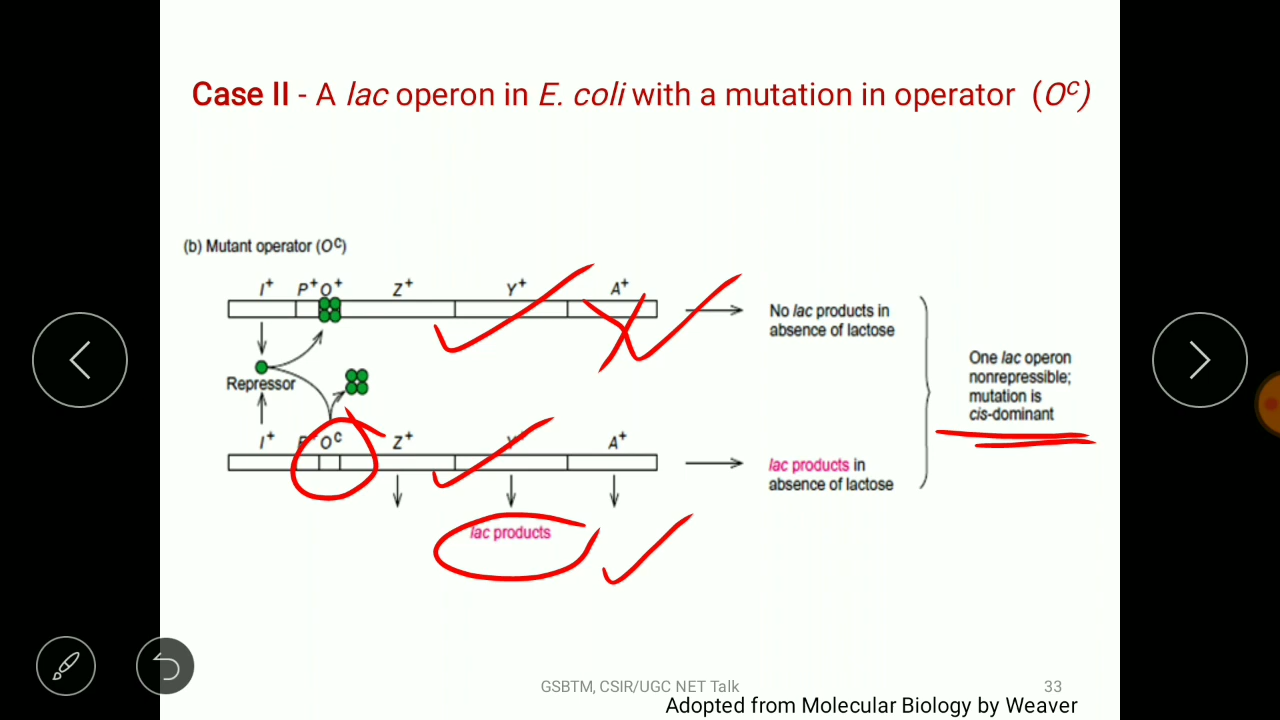 Case II - A lac operon in E. coli with a mutation in operator (Oᶜ)
(b) Mutant operator (Oᶜ)
I⁺ P⁺ O⁺ Z⁺ Y⁺ A⁺
No lac products in
absence of lactose
Repressor
One lac operon
nonrepressible;
mutation is
cis-dominant
I⁺ Oᶜ Z⁺ A⁺
lac products in
absence of lactose
lac products
GSBTM, CSIR/UGC NET Talk
33
Adopted from Molecular Biology by Weaver